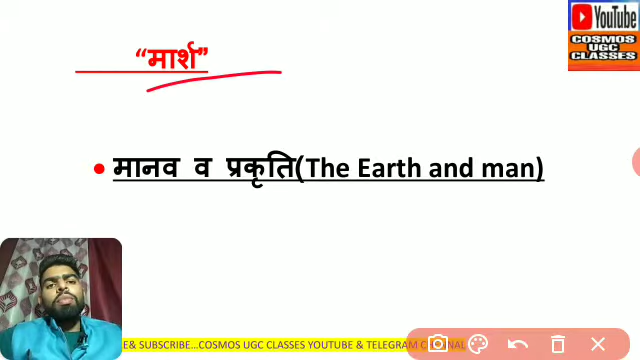 YouTube
COSMOS
UGC
CLASSES
“मार्श”
• मानव व प्रकृति(The Earth and man)
E& SUBSCRIBE...COSMOS UGC CLASSES YOUTUBE & TELEGRAM